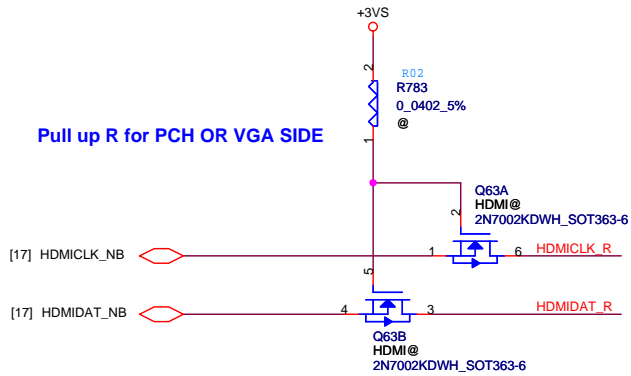 +3VS
2
R02
R783
0_0402_5%
@
1
Pull up R for PCH OR VGA SIDE
Q63A
HDMI@
2N7002KDWH_SOT363-6
2
[17] HDMICLK_NB
1
6
HDMICLK_R
5
[17] HDMIDAT_NB
4
3
HDMIDAT_R
Q63B
HDMI@
2N7002KDWH_SOT363-6